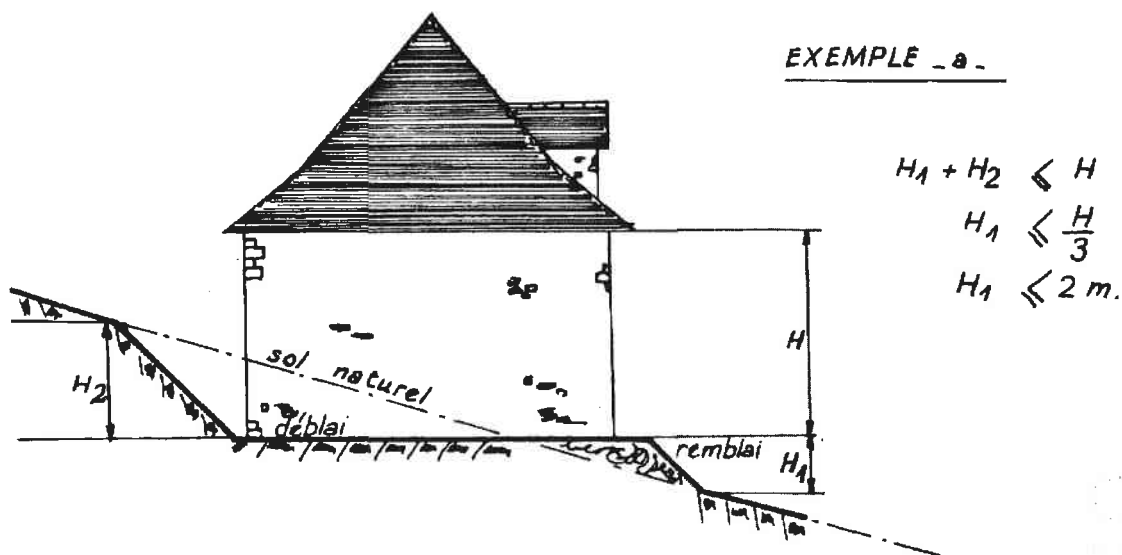 EXEMPLE _a_
H1 + H2 ⩽ H
H1 ⩽ H/3
H1 ⩽ 2 m.
H
H2
sol naturel
déblai
remblai
H1